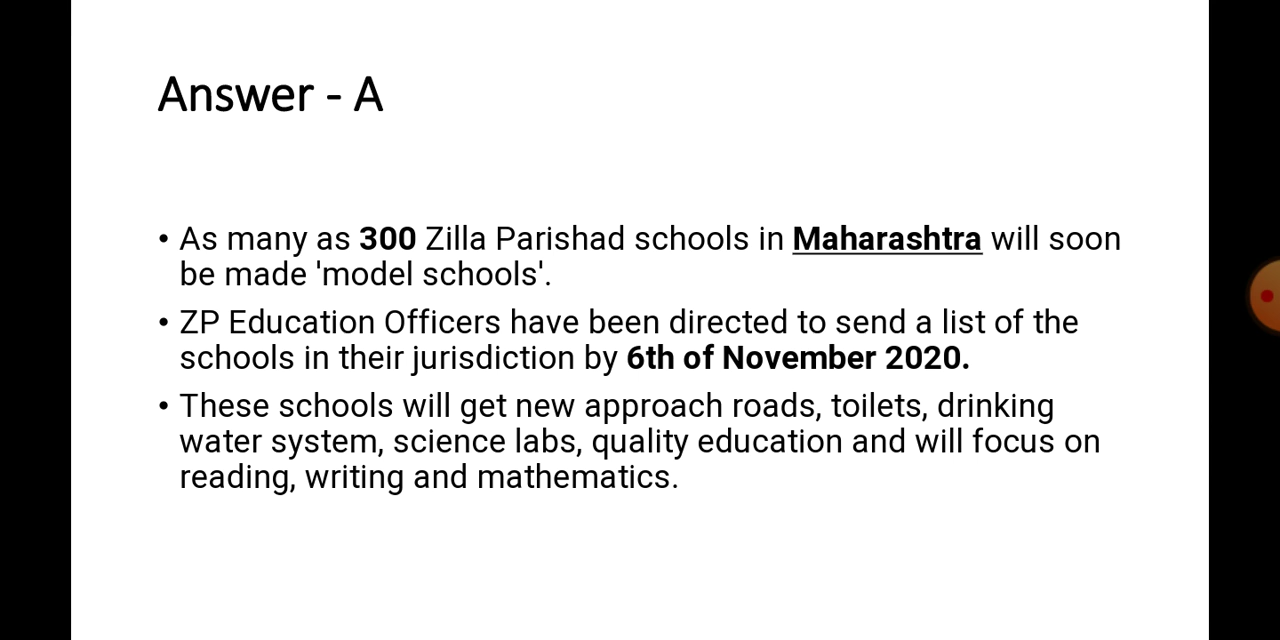 Answer - A
• As many as 300 Zilla Parishad schools in Maharashtra will soon
be made 'model schools'.
• ZP Education Officers have been directed to send a list of the
schools in their jurisdiction by 6th of November 2020.
• These schools will get new approach roads, toilets, drinking
water system, science labs, quality education and will focus on
reading, writing and mathematics.